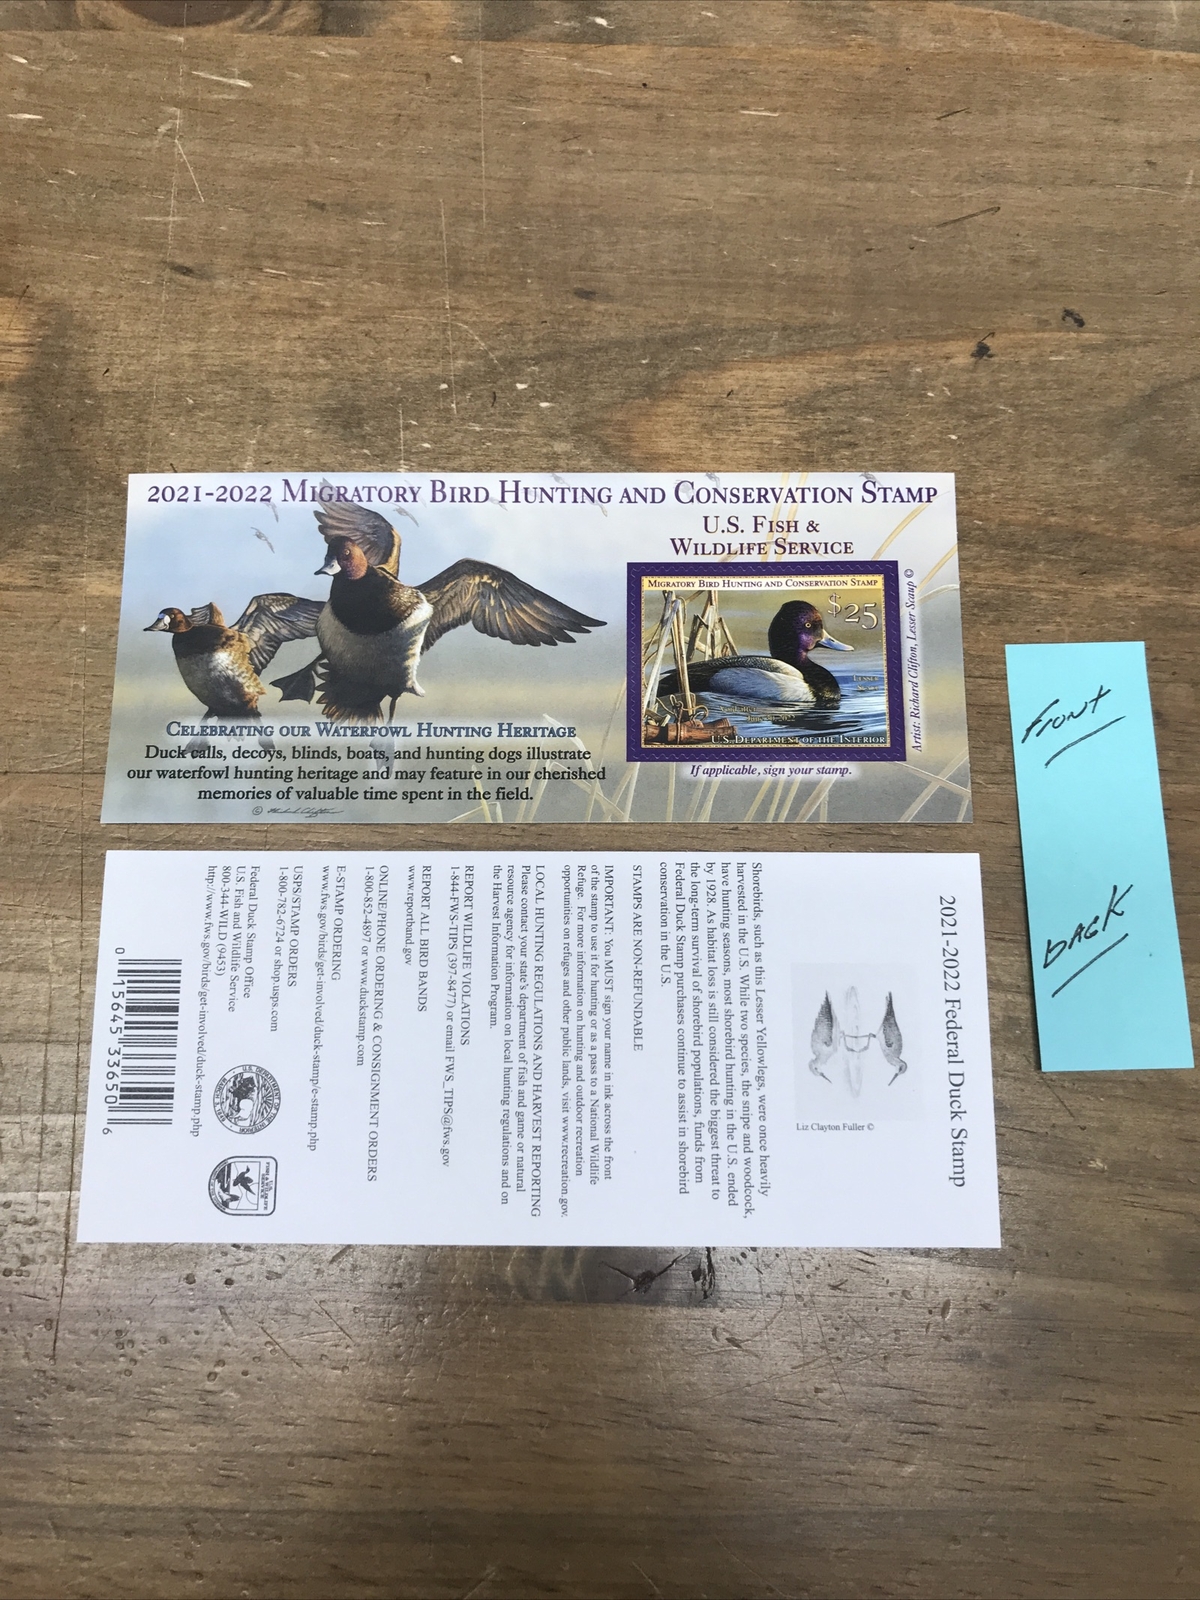 2021-2022 Migratory Bird Hunting and Conservation Stamp
U.S. Fish &
Wildlife Service
Migratory Bird Hunting and Conservation Stamp
$25
Lesser
Scaup
Void after
June 30, 2022
U.S. Department of the Interior
Artist: Richard Clifton, Lesser Scaup ©
If applicable, sign your stamp.
Celebrating our Waterfowl Hunting Heritage
Duck calls, decoys, blinds, boats, and hunting dogs illustrate
our waterfowl hunting heritage and may feature in our cherished
memories of valuable time spent in the field.
©
Front
Back
2021-2022 Federal Duck Stamp
Liz Clayton Fuller ©
Shorebirds, such as this Lesser Yellowlegs, were once heavily
harvested in the U.S. While two species, the snipe and woodcock,
have hunting seasons, most shorebird hunting in the U.S. ended
by 1928. As habitat loss is still considered the biggest threat to
the long-term survival of shorebird populations, funds from
Federal Duck Stamp purchases continue to assist in shorebird
conservation in the U.S.
STAMPS ARE NON-REFUNDABLE
IMPORTANT: You MUST sign your name in ink across the front
of the stamp to use it for hunting or as a pass to a National Wildlife
Refuge. For more information on hunting and outdoor recreation
opportunities on refuges and other public lands, visit www.recreation.gov.
LOCAL HUNTING REGULATIONS AND HARVEST REPORTING
Please contact your state's department of fish and game or natural
resource agency for information on local hunting regulations and on
the Harvest Information Program.
REPORT WILDLIFE VIOLATIONS
1-844-FWS-TIPS (397-8477) or email FWS_TIPS@fws.gov
REPORT ALL BIRD BANDS
www.reportband.gov
ONLINE/PHONE ORDERING & CONSIGNMENT ORDERS
1-800-852-4897 or www.duckstamp.com
E-STAMP ORDERING
www.fws.gov/birds/get-involved/duck-stamp/e-stamp.php
USPS/STAMP ORDERS
1-800-782-6724 or shop.usps.com
Federal Duck Stamp Office
U.S. Fish and Wildlife Service
800-344-WILD (9453)
http://www.fws.gov/birds/get-involved/duck-stamp.php
0 15645 33650 6